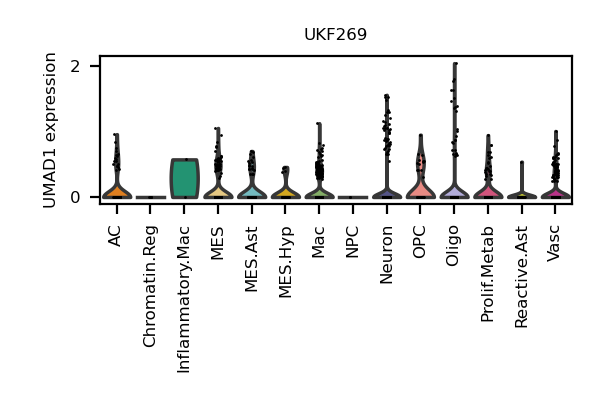 UKF269
UMAD1 expression
2
0
AC
Chromatin.Reg
Inflammatory.Mac
MES
MES.Ast
MES.Hyp
Mac
NPC
Neuron
OPC
Oligo
Prolif.Metab
Reactive.Ast
Vasc